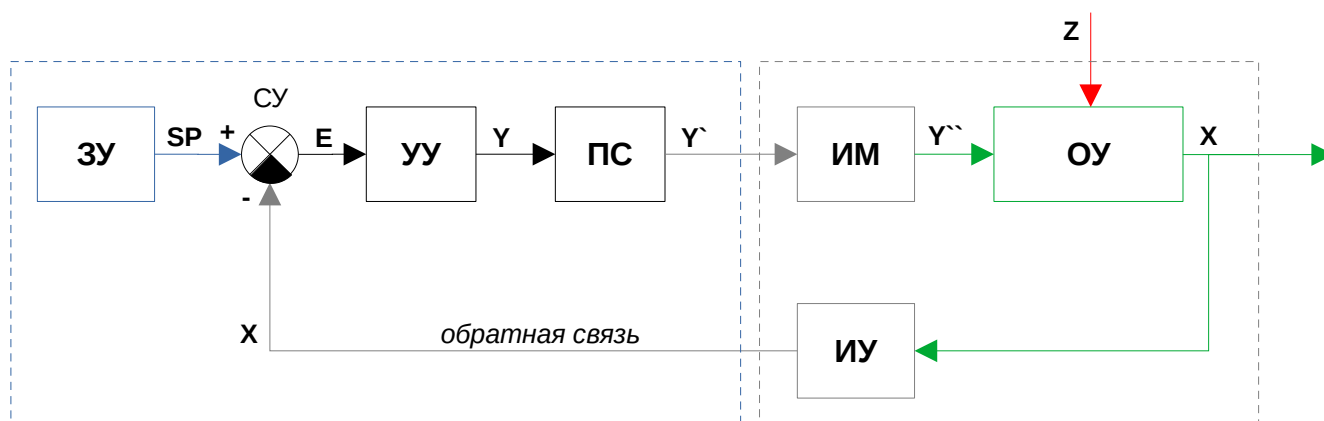 Z
СУ
ЗУ
SP
+
E
УУ
Y
ПС
Y`
ИМ
Y``
ОУ
X
-
X
обратная связь
ИУ